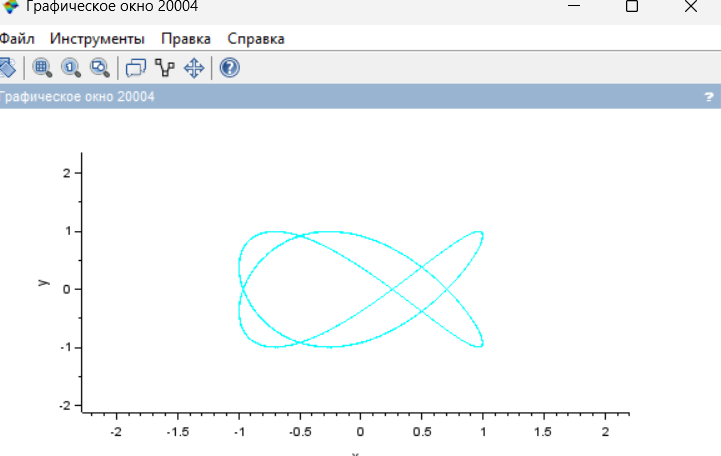 Графическое окно 20004
Файл Инструменты Правка Справка
Графическое окно 20004
?
2
1
0
-1
-2
y
-2 -1.5 -1 -0.5 0 0.5 1 1.5 2
x